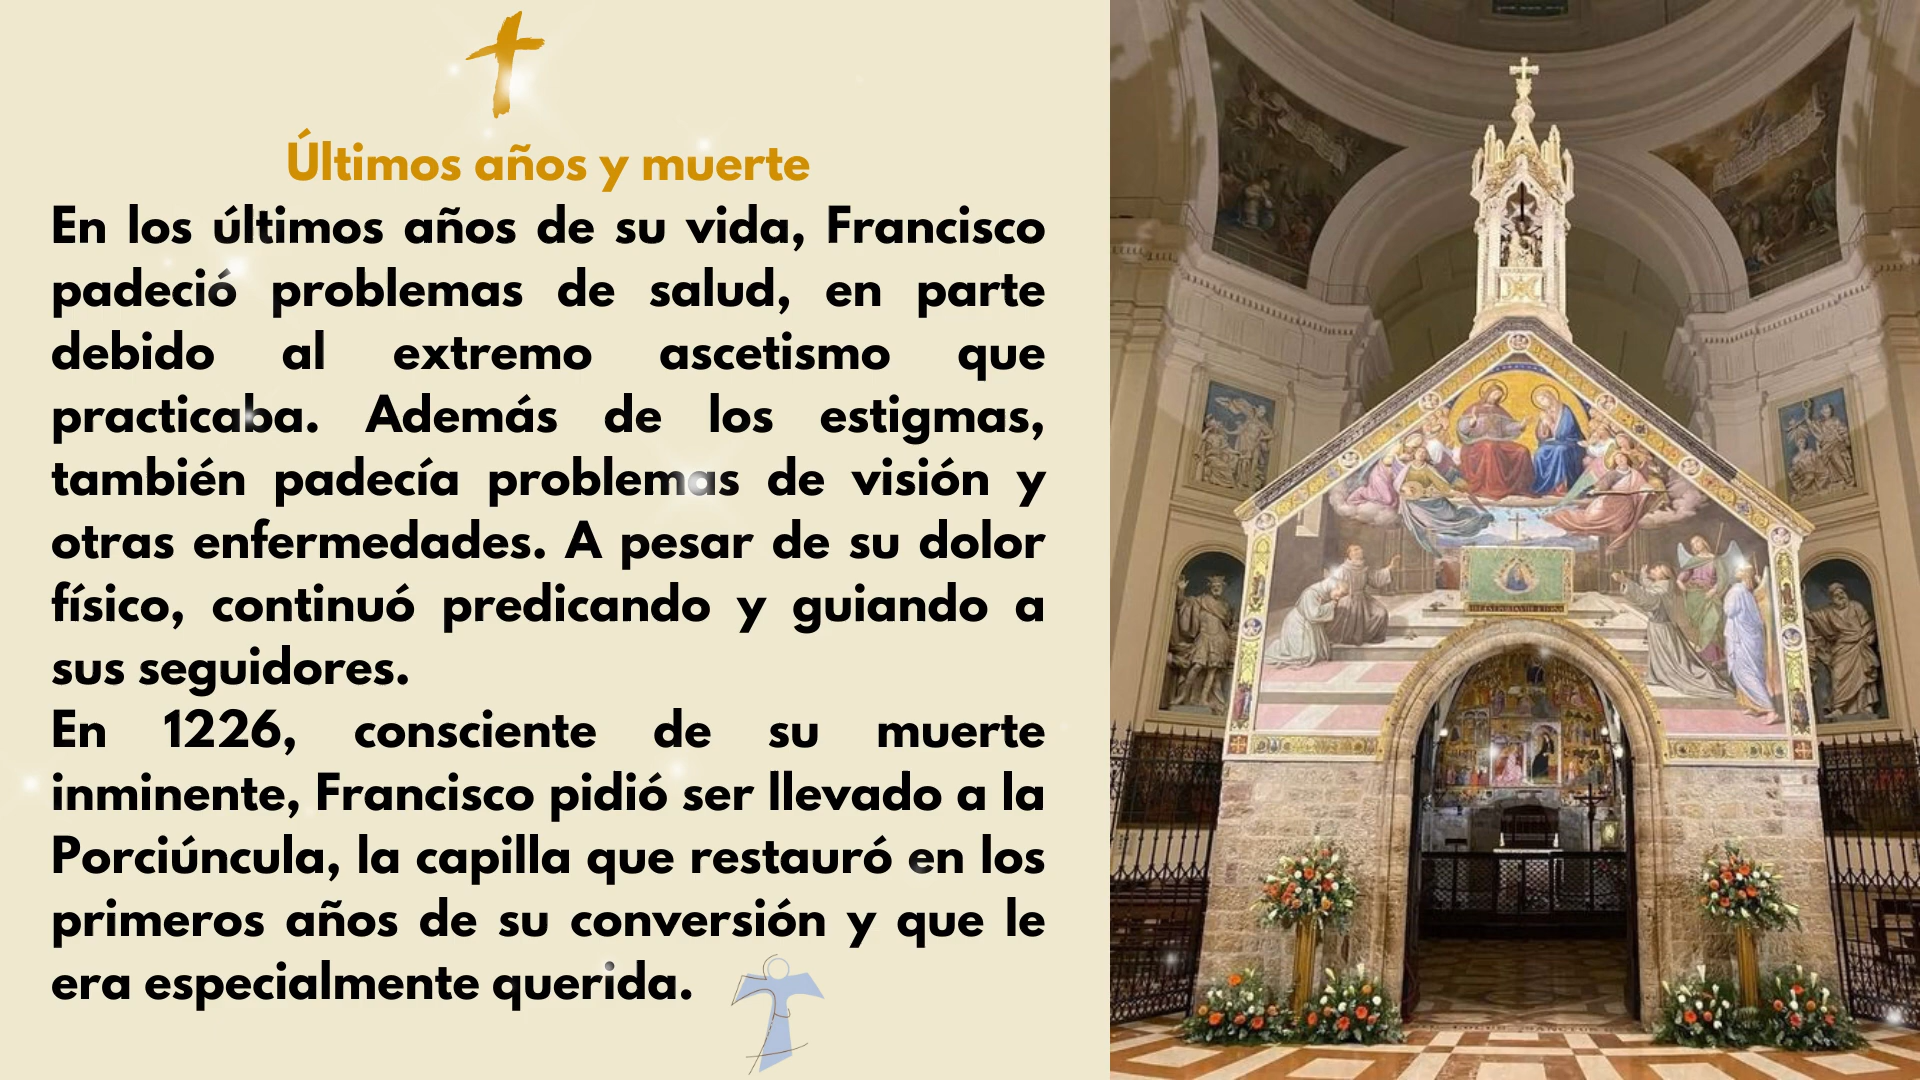 Últimos años y muerte
En los últimos años de su vida, Francisco
padeció problemas de salud, en parte
debido al extremo ascetismo que
practicaba. Además de los estigmas,
también padecía problemas de visión y
otras enfermedades. A pesar de su dolor
físico, continuó predicando y guiando a
sus seguidores.
En 1226, consciente de su muerte
inminente, Francisco pidió ser llevado a la
Porciúncula, la capilla que restauró en los
primeros años de su conversión y que le
era especialmente querida.